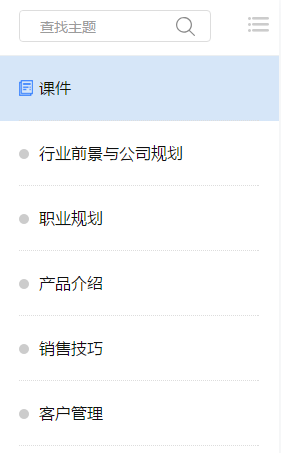 查找主题
课件
行业前景与公司规划
职业规划
产品介绍
销售技巧
客户管理